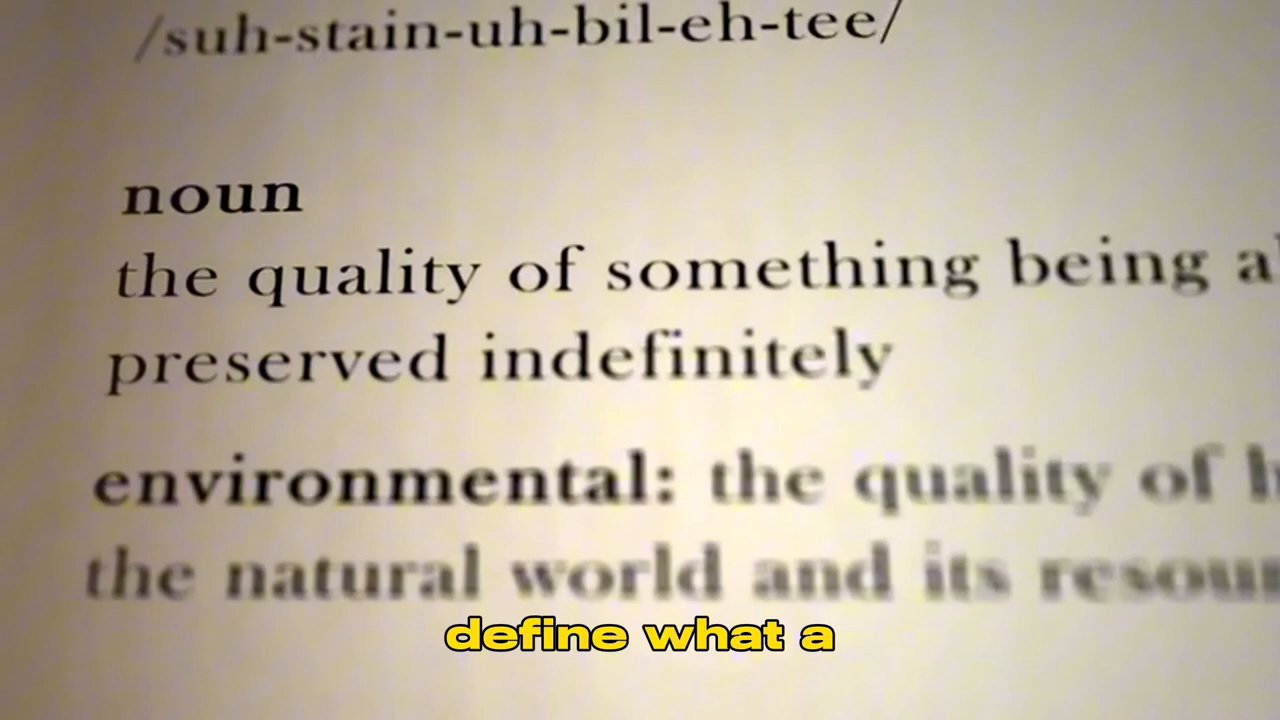 /suh-stain-uh-bil-eh-tee/
noun
the quality of something being
preserved indefinitely
environmental: the quality of
the natural world and its
define what a